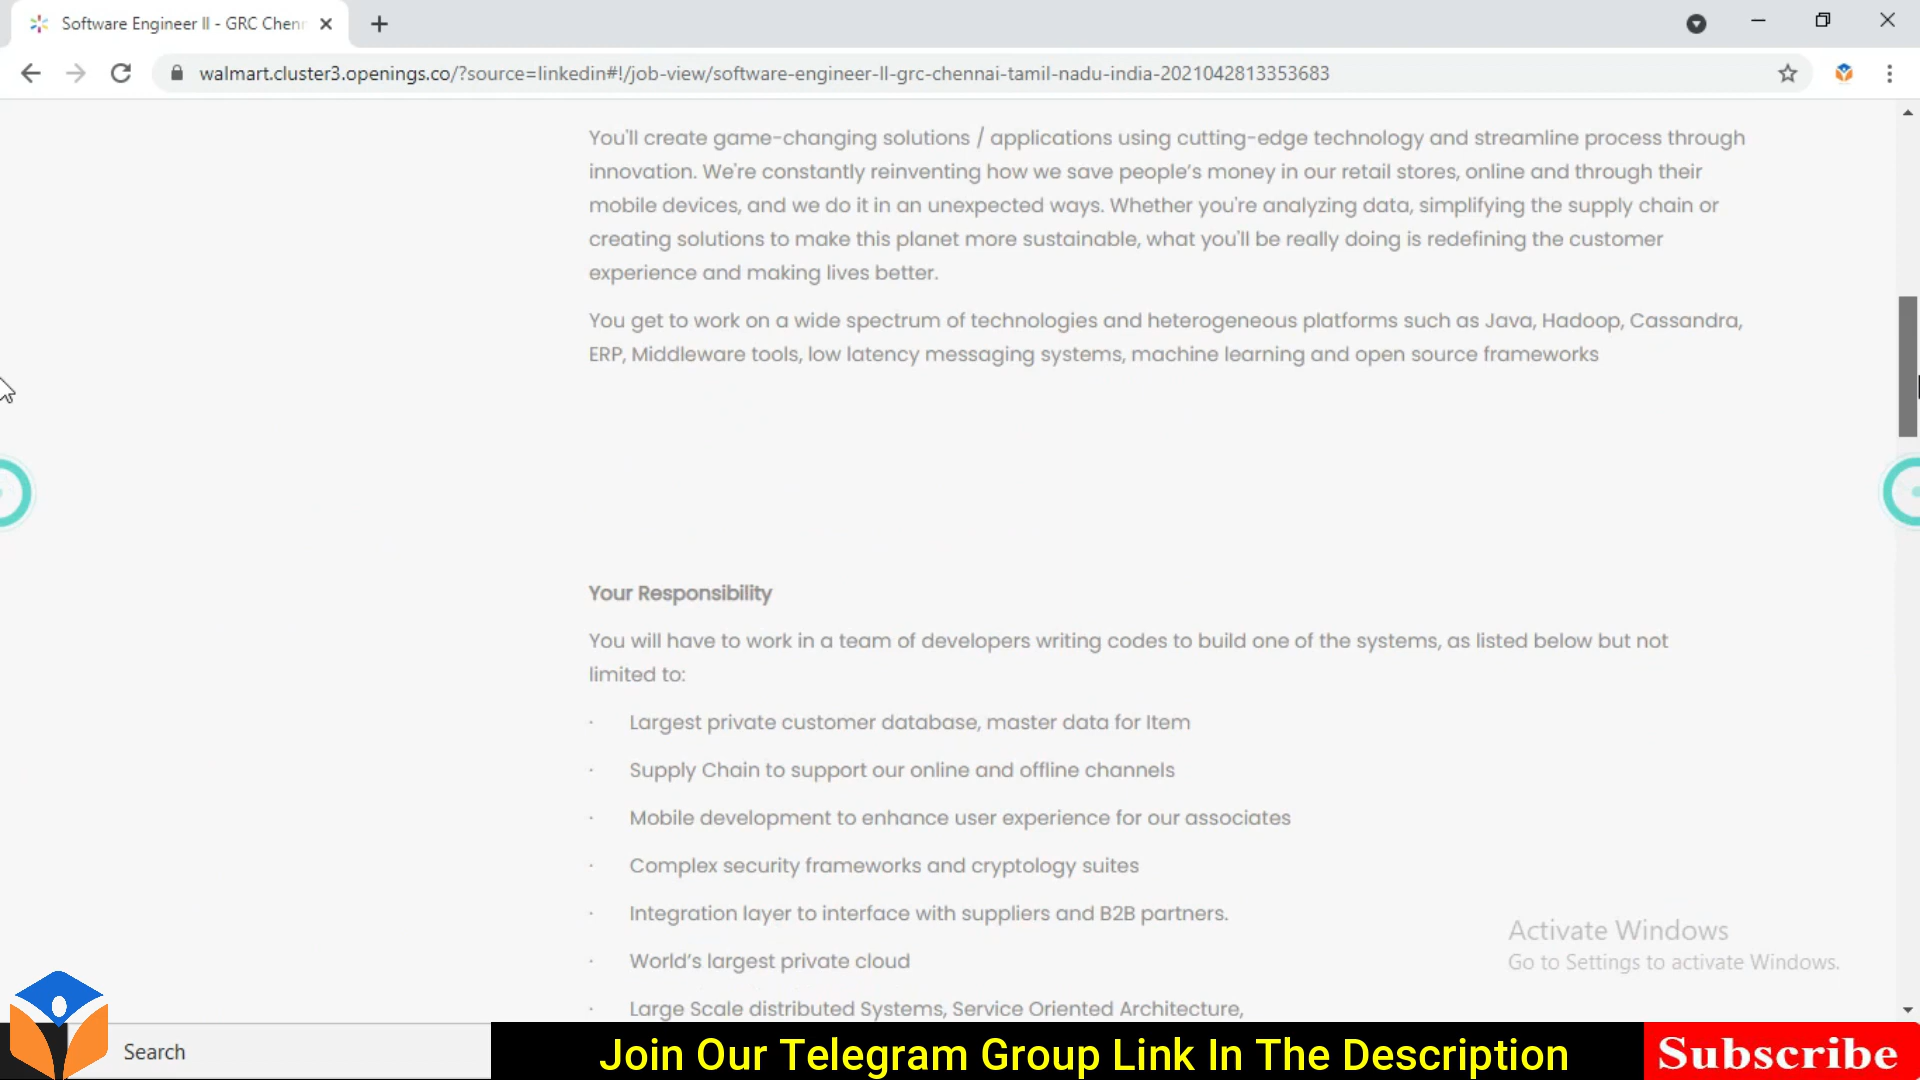 Software Engineer II - GRC Chenn
walmart.cluster3.openings.co/?source=linkedin#!/job-view/software-engineer-II-grc-chennai-tamil-nadu-india-2021042813353683
You'll create game-changing solutions / applications using cutting-edge technology and streamline process through
innovation. We're constantly reinventing how we save people's money in our retail stores, online and through their
mobile devices, and we do it in an unexpected ways. Whether you're analyzing data, simplifying the supply chain or
creating solutions to make this planet more sustainable, what you'll be really doing is redefining the customer
experience and making lives better.
You get to work on a wide spectrum of technologies and heterogeneous platforms such as Java, Hadoop, Cassandra,
ERP, Middleware tools, low latency messaging systems, machine learning and open source frameworks
Your Responsibility
You will have to work in a team of developers writing codes to build one of the systems, as listed below but not
limited to:
· Largest private customer database, master data for Item
· Supply Chain to support our online and offline channels
· Mobile development to enhance user experience for our associates
· Complex security frameworks and cryptology suites
· Integration layer to interface with suppliers and B2B partners.
· World's largest private cloud
· Large Scale distributed Systems, Service Oriented Architecture,
Activate Windows
Go to Settings to activate Windows.
Search
Join Our Telegram Group Link In The Description
Subscribe